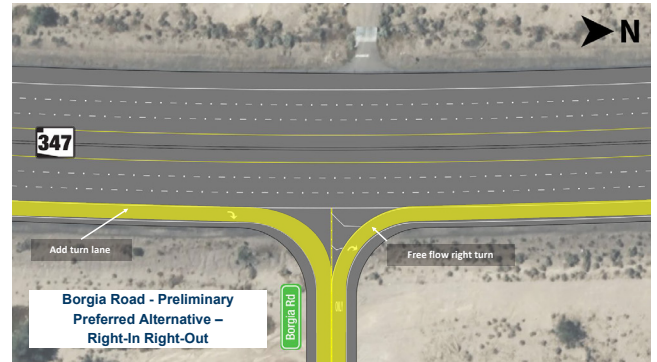 N
347
Add turn lane
Free flow right turn
Borgia Rd
Borgia Road - Preliminary
Preferred Alternative –
Right-In Right-Out